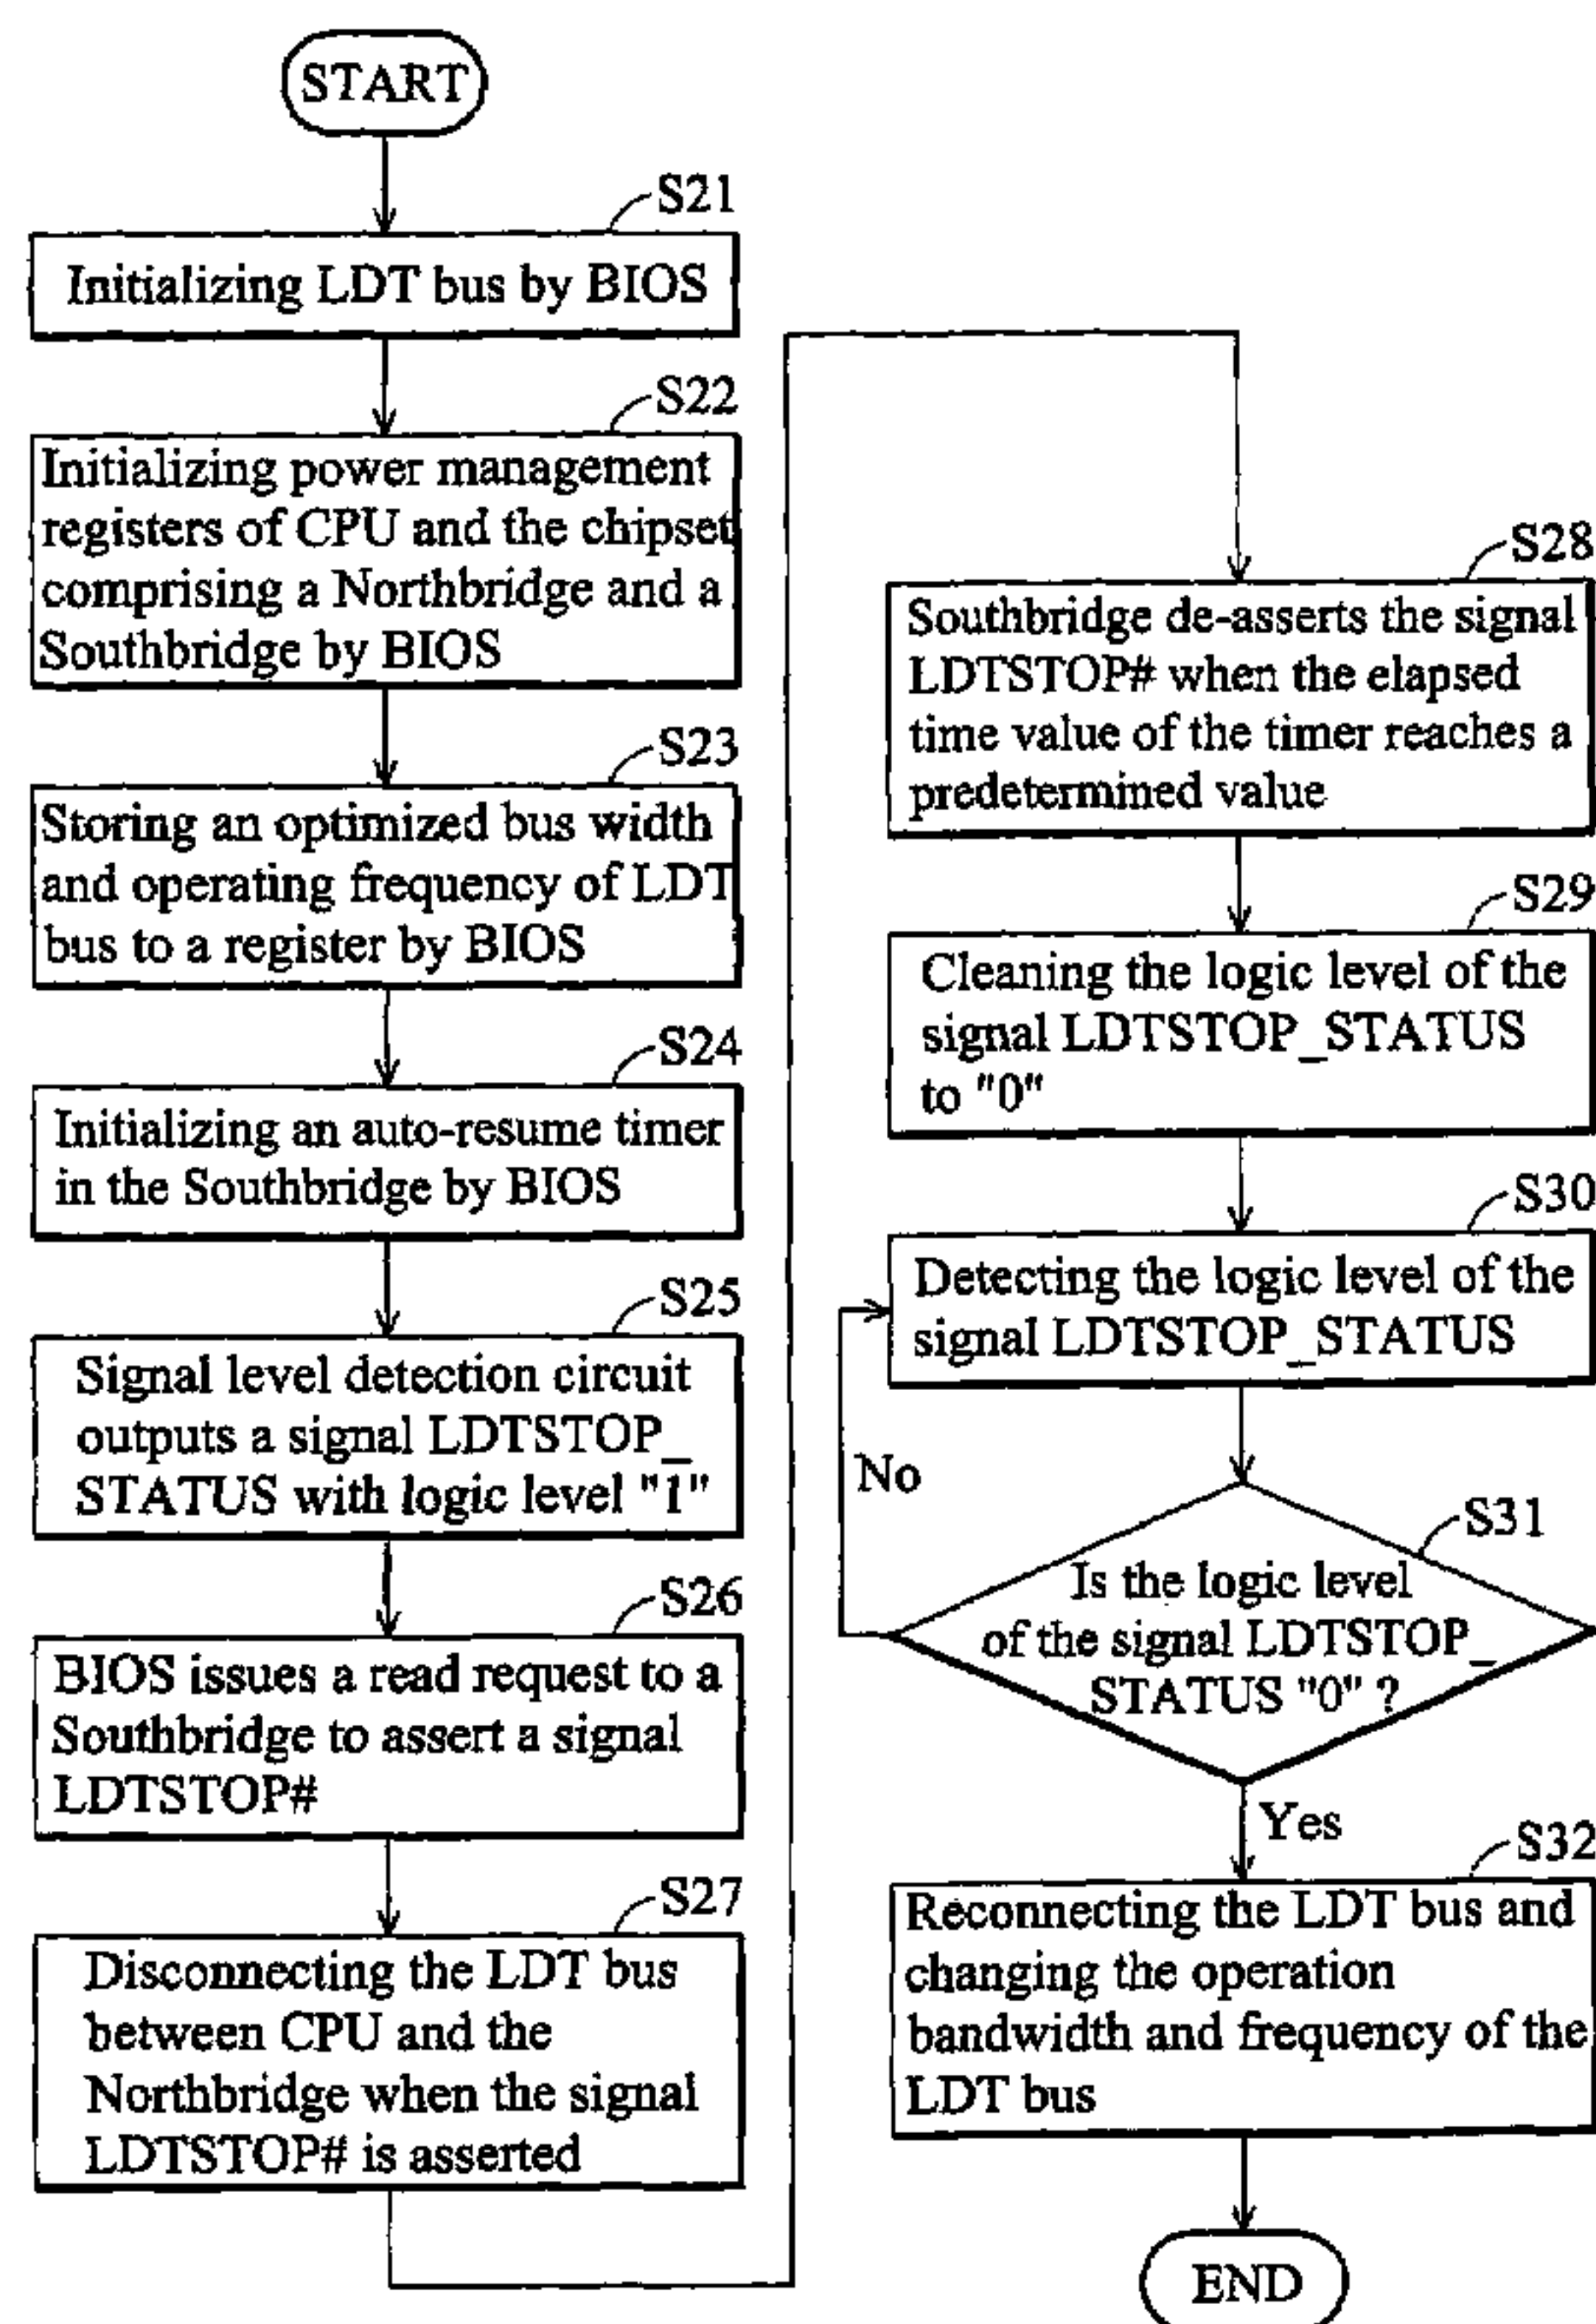 START
S21
Initializing LDT bus by BIOS
S22
Initializing power management
registers of CPU and the chipset
comprising a Northbridge and a
Southbridge by BIOS
S23
Storing an optimized bus width
and operating frequency of LDT
bus to a register by BIOS
S24
Initializing an auto-resume timer
in the Southbridge by BIOS
S25
Signal level detection circuit
outputs a signal LDTSTOP_
STATUS with logic level "1"
S26
BIOS issues a read request to a
Southbridge to assert a signal
LDTSTOP#
S27
Disconnecting the LDT bus
between CPU and the
Northbridge when the signal
LDTSTOP# is asserted
S28
Southbridge de-asserts the signal
LDTSTOP# when the elapsed
time value of the timer reaches a
predetermined value
S29
Cleaning the logic level of the
signal LDTSTOP_STATUS
to "0"
S30
Detecting the logic level of the
signal LDTSTOP_STATUS
No
S31
Is the logic level
of the signal LDTSTOP_
STATUS "0" ?
Yes
S32
Reconnecting the LDT bus and
changing the operation
bandwidth and frequency of the
LDT bus
END